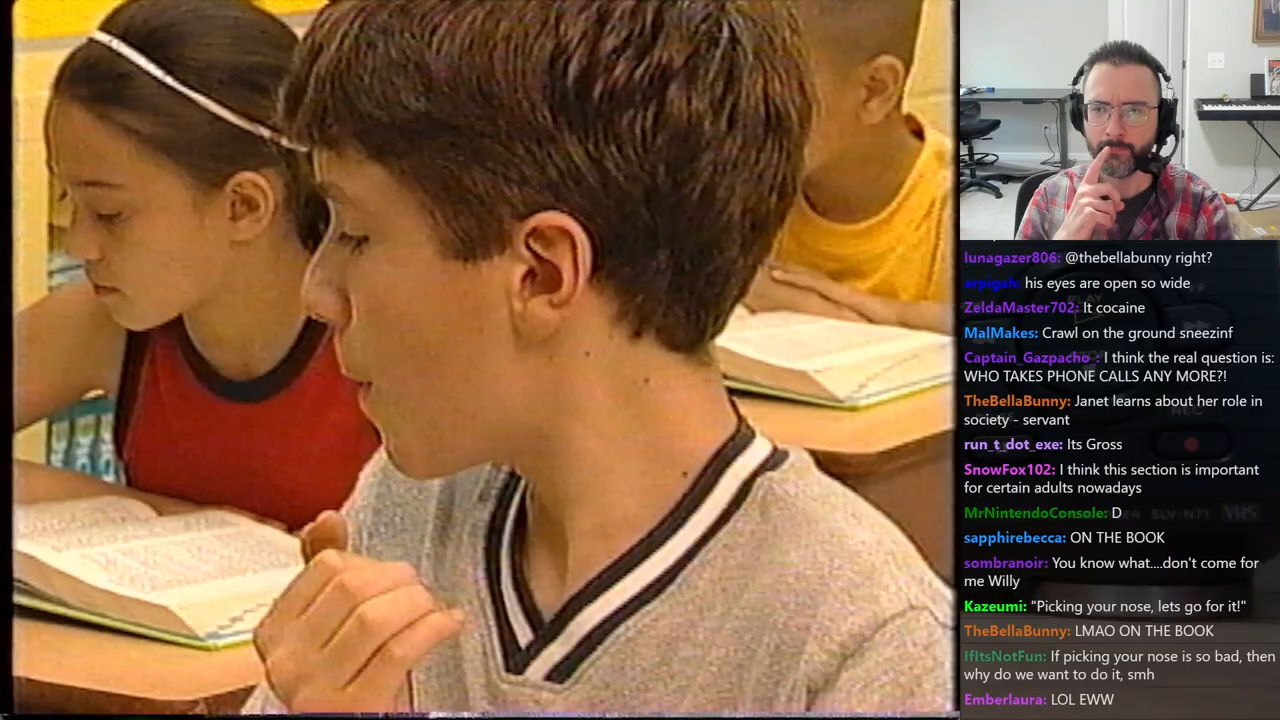 lunagazer806: @thebellabunny right?
arpigah: his eyes are open so wide
ZeldaMaster702: It cocaine
MalMakes: Crawl on the ground sneezinf
Captain_Gazpacho_: I think the real question is:
WHO TAKES PHONE CALLS ANY MORE?!
TheBellaBunny: Janet learns about her role in
society - servant
run_t_dot_exe: Its Gross
SnowFox102: I think this section is important
for certain adults nowadays
MrNintendoConsole: D
SLV-N71 VHS
sapphirebecca: ON THE BOOK
sombranoir: You know what....don't come for
me Willy
Kazeumi: "Picking your nose, lets go for it!"
TheBellaBunny: LMAO ON THE BOOK
IfItsNotFun: If picking your nose is so bad, then
why do we want to do it, smh
Emberlaura: LOL EWW